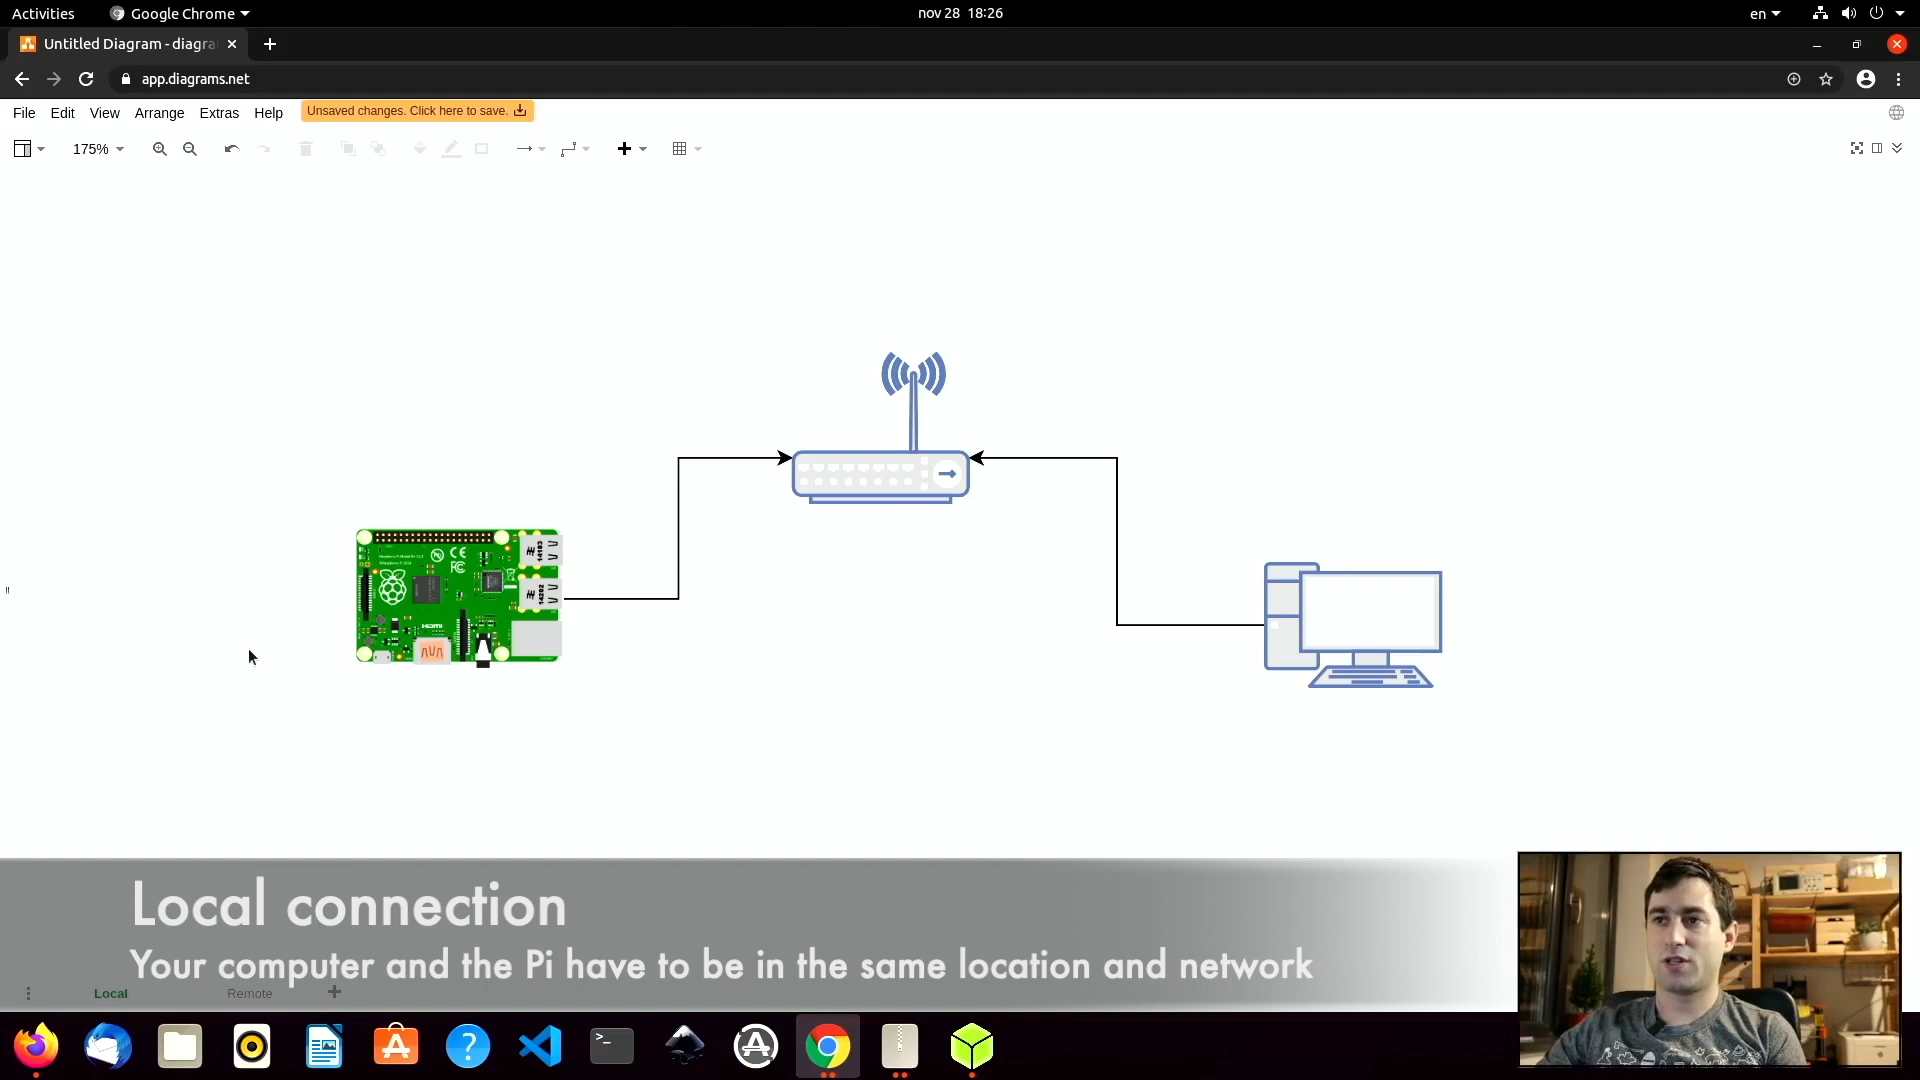 Activities
Google Chrome
nov 28 18:26
en
Untitled Diagram - diagra
app.diagrams.net
File Edit View Arrange Extras Help
Unsaved changes. Click here to save.
175%
HDMI
Local connection
Your computer and the Pi have to be in the same location and network
Local
Remote